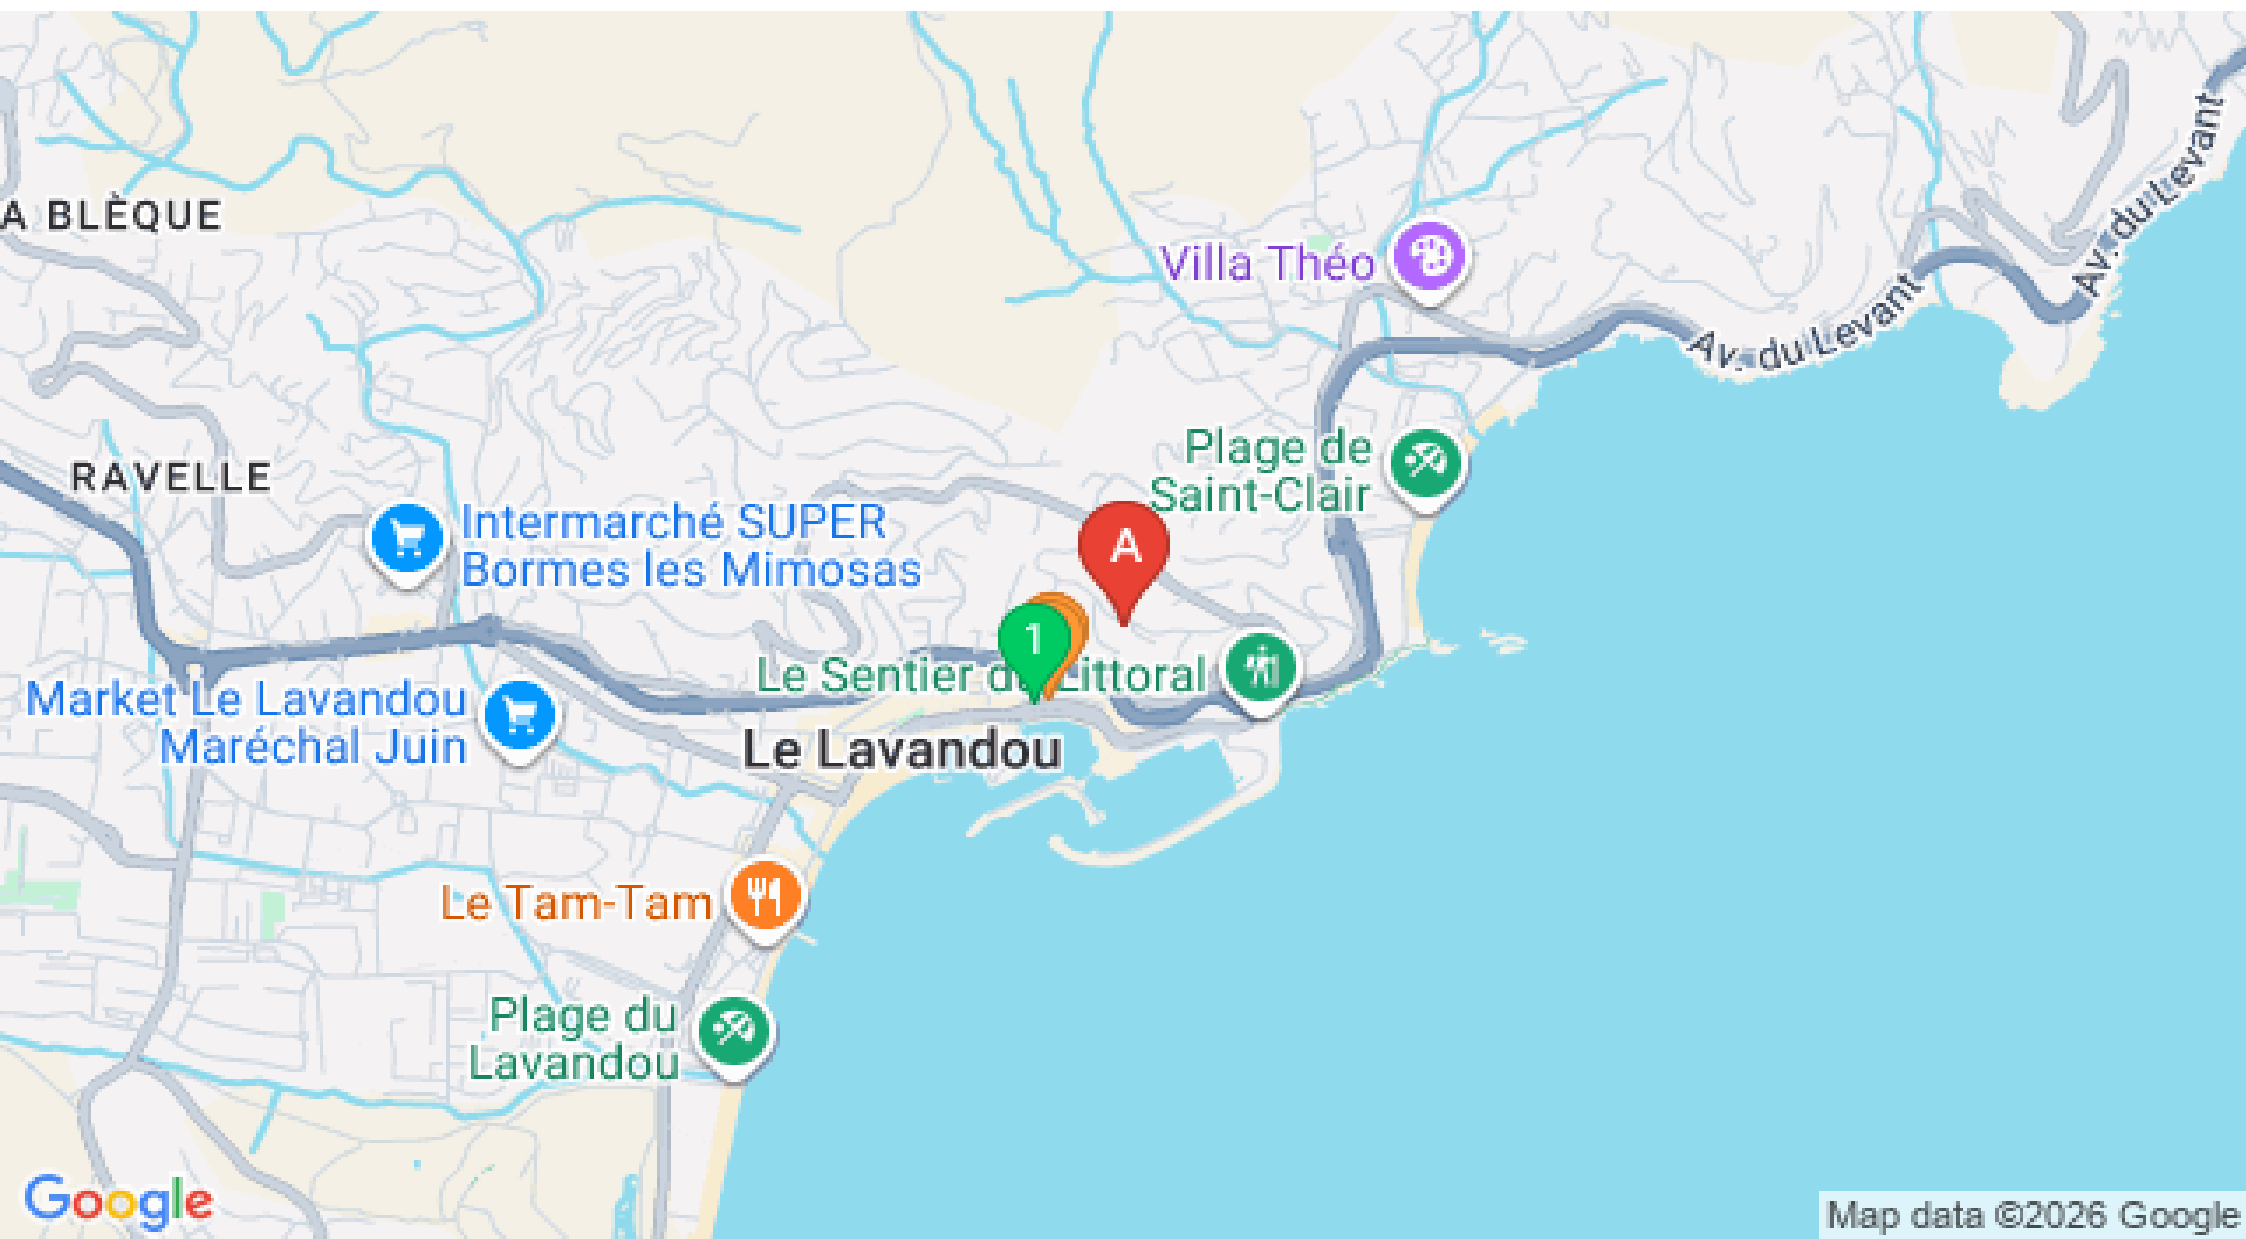 A BLÈQUE
Villa Théo
Av. du Levant
Av. du Levant
RAVELLE
Plage de
Saint-Clair
Intermarché SUPER
Bormes les Mimosas
A
1
Le Sentier du Littoral
Market Le Lavandou
Maréchal Juin
Le Lavandou
Le Tam-Tam
Plage du
Lavandou
Google
Map data ©2026 Google